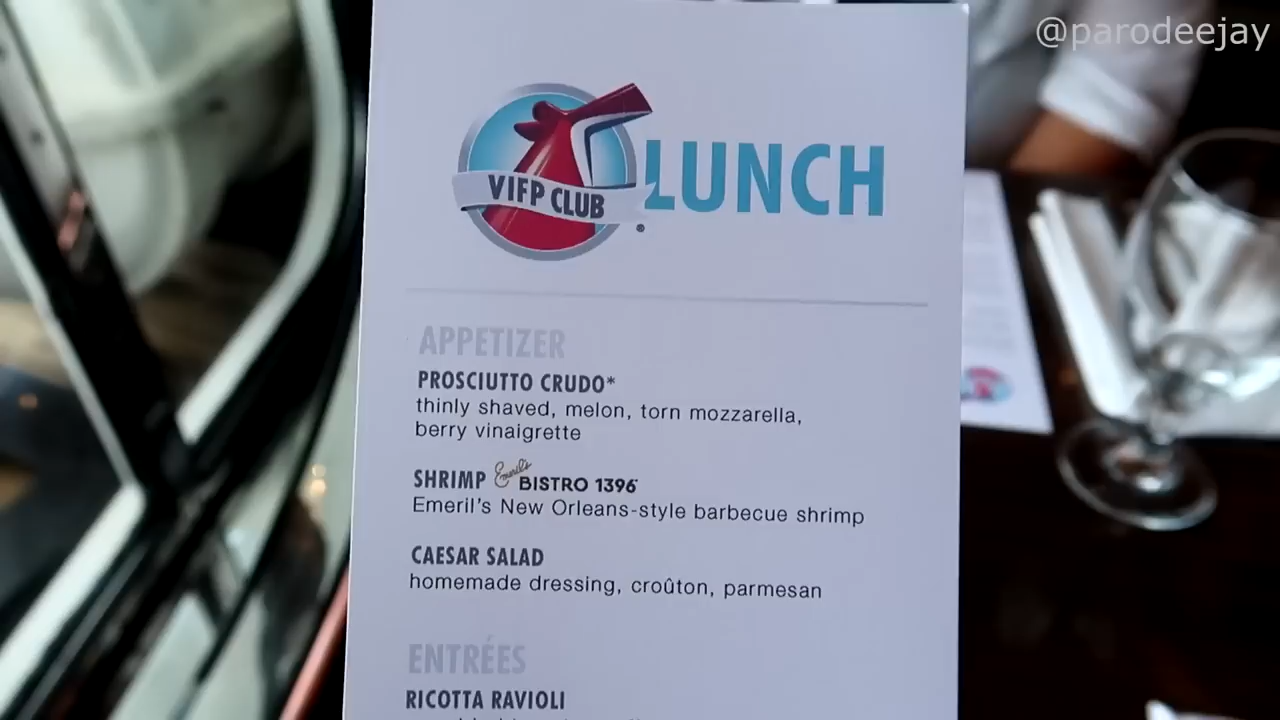 @parodeejay
VIFP CLUB
®
LUNCH
APPETIZER
PROSCIUTTO CRUDO*
thinly shaved, melon, torn mozzarella,
berry vinaigrette
SHRIMP Emeril's BISTRO 1396
Emeril's New Orleans-style barbecue shrimp
CAESAR SALAD
homemade dressing, croûton, parmesan
ENTRÉES
RICOTTA RAVIOLI